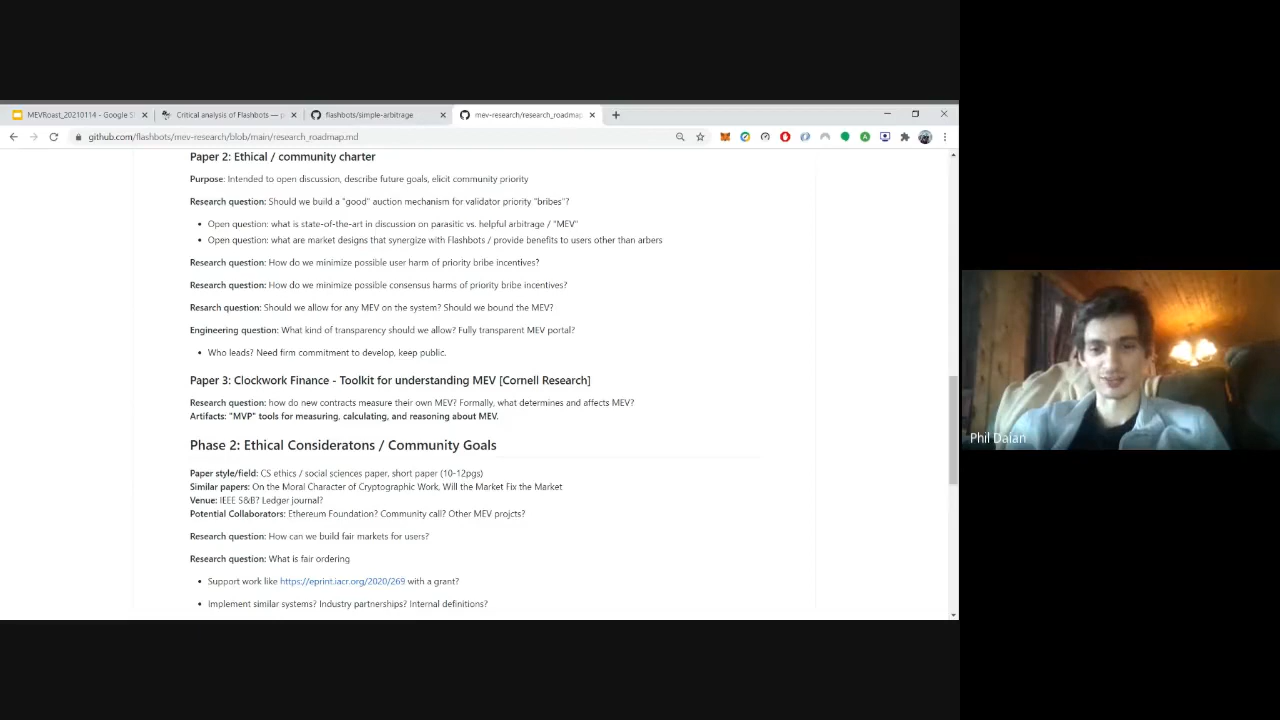 MEVRoast_20210114 - Google S
Critical analysis of Flashbots — p
flashbots/simple-arbitrage
mev-research/research_roadmap
github.com/flashbots/mev-research/blob/main/research_roadmap.md
Paper 2: Ethical / community charter
Purpose: Intended to open discussion, describe future goals, elicit community priority
Research question: Should we build a "good" auction mechanism for validator priority "bribes"?
• Open question: what is state-of-the-art in discussion on parasitic vs. helpful arbitrage / "MEV"
• Open question: what are market designs that synergize with Flashbots / provide benefits to users other than arbers
Research question: How do we minimize possible user harm of priority bribe incentives?
Research question: How do we minimize possible consensus harms of priority bribe incentives?
Resarch question: Should we allow for any MEV on the system? Should we bound the MEV?
Engineering question: What kind of transparency should we allow? Fully transparent MEV portal?
• Who leads? Need firm commitment to develop, keep public.
Paper 3: Clockwork Finance - Toolkit for understanding MEV [Cornell Research]
Research question: how do new contracts measure their own MEV? Formally, what determines and affects MEV?
Artifacts: "MVP" tools for measuring, calculating, and reasoning about MEV.
Phase 2: Ethical Consideratons / Community Goals
Paper style/field: CS ethics / social sciences paper, short paper (10-12pgs)
Similar papers: On the Moral Character of Cryptographic Work, Will the Market Fix the Market
Venue: IEEE S&B? Ledger journal?
Potential Collaborators: Ethereum Foundation? Community call? Other MEV projcts?
Research question: How can we build fair markets for users?
Research question: What is fair ordering
• Support work like https://eprint.iacr.org/2020/269 with a grant?
• Implement similar systems? Industry partnerships? Internal definitions?
Phil Daian